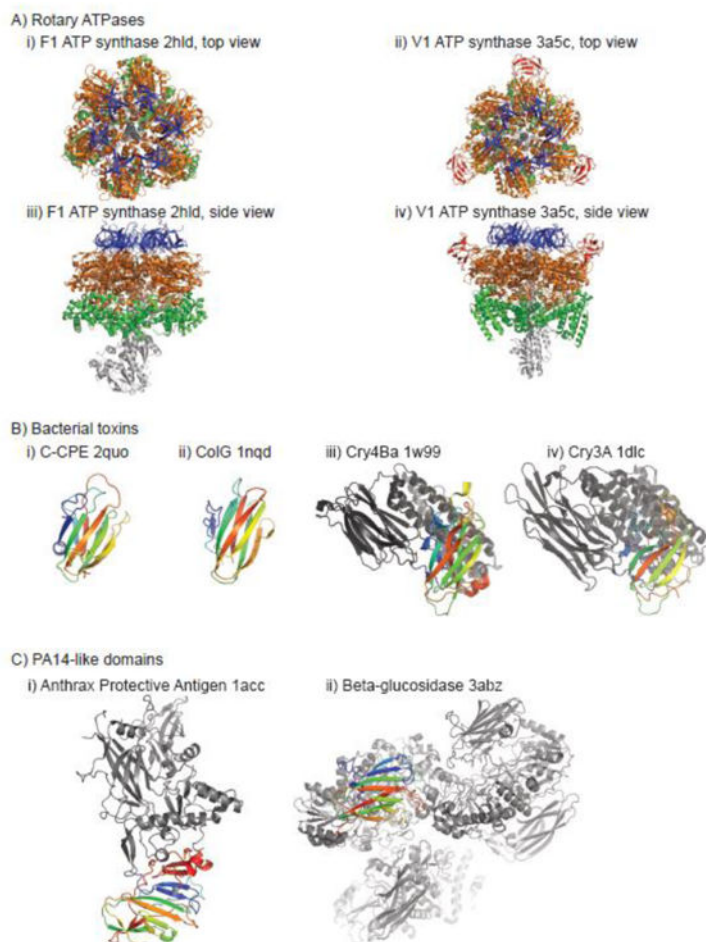 A) Rotary ATPases
i) F1 ATP synthase 2hld, top view
ii) V1 ATP synthase 3a5c, top view
iii) F1 ATP synthase 2hld, side view
iv) V1 ATP synthase 3a5c, side view
B) Bacterial toxins
i) C-CPE 2quo
ii) ColG 1nqd
iii) Cry4Ba 1w99
iv) Cry3A 1dlc
C) PA14-like domains
i) Anthrax Protective Antigen 1acc
ii) Beta-glucosidase 3abz